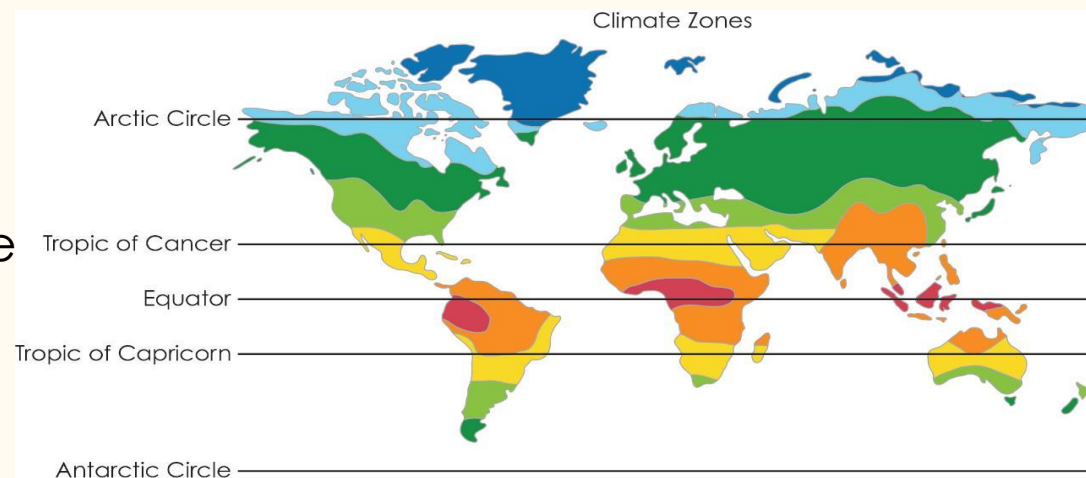 Climate Zones
Arctic Circle
e
Tropic of Cancer
Equator
Tropic of Capricorn
Antarctic Circle